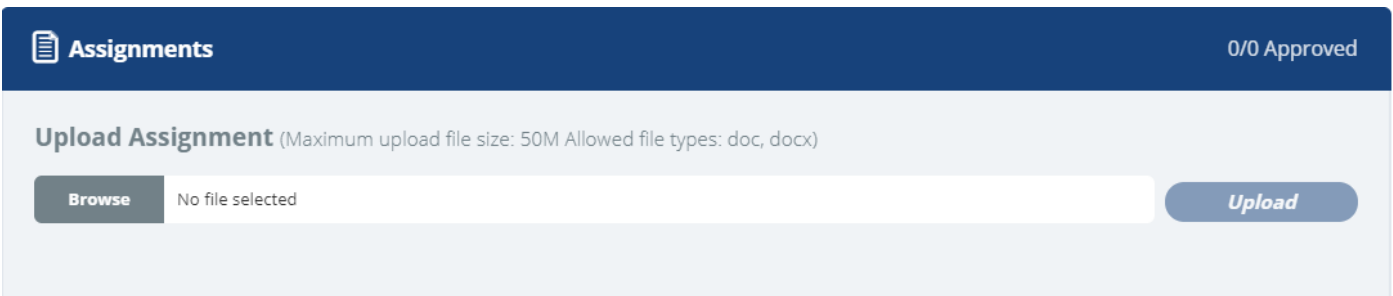 Assignments
0/0 Approved
Upload Assignment (Maximum upload file size: 50M Allowed file types: doc, docx)
Browse
No file selected
Upload